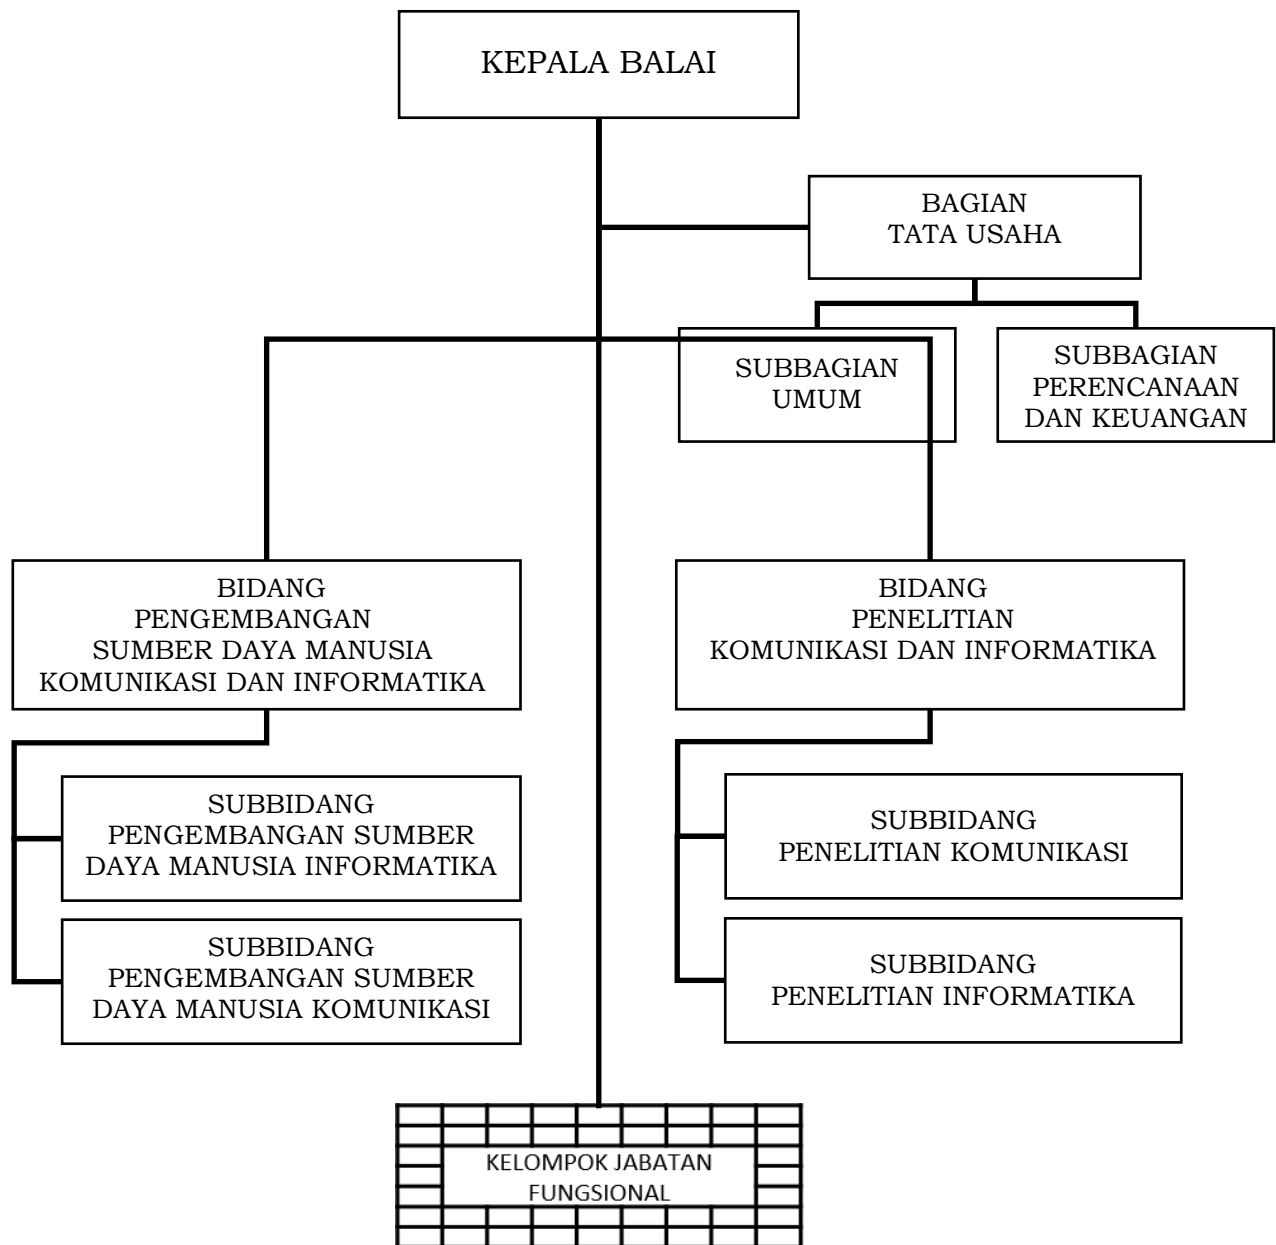 KEPALA BALAI
BAGIAN
TATA USAHA
SUBBAGIAN
UMUM
SUBBAGIAN
PERENCANAAN
DAN KEUANGAN
BIDANG
PENGEMBANGAN
SUMBER DAYA MANUSIA
KOMUNIKASI DAN INFORMATIKA
BIDANG
PENELITIAN
KOMUNIKASI DAN INFORMATIKA
SUBBIDANG
PENGEMBANGAN SUMBER
DAYA MANUSIA INFORMATIKA
SUBBIDANG
PENELITIAN KOMUNIKASI
SUBBIDANG
PENGEMBANGAN SUMBER
DAYA MANUSIA KOMUNIKASI
SUBBIDANG
PENELITIAN INFORMATIKA
KELOMPOK JABATAN
FUNGSIONAL